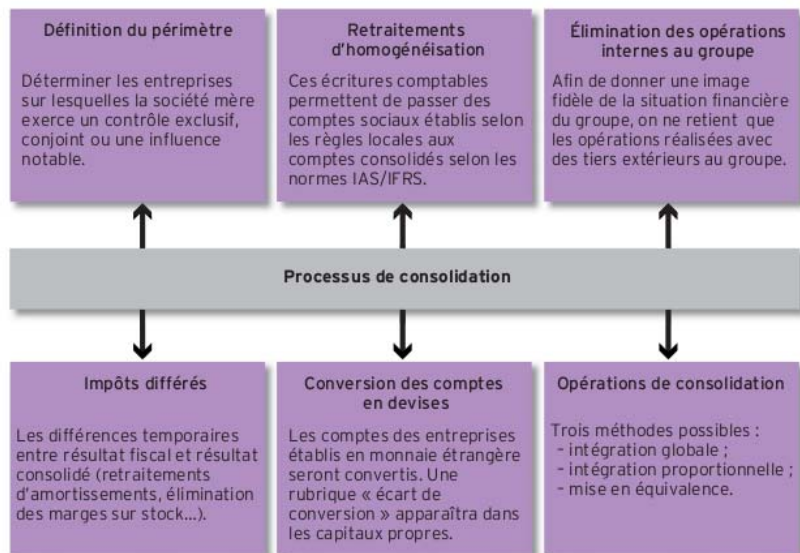 Définition du périmètre
Déterminer les entreprises
sur lesquelles la société mère
exerce un contrôle exclusif,
conjoint ou une influence
notable.
Retraitements
d'homogénéisation
Ces écritures comptables
permettent de passer des
comptes sociaux établis selon
les règles locales aux
comptes consolidés selon les
normes IAS/IFRS.
Élimination des opérations
internes au groupe
Afin de donner une image
fidèle de la situation financière
du groupe, on ne retient que
les opérations réalisées avec
des tiers extérieurs au groupe.
Processus de consolidation
Impôts différés
Les différences temporaires
entre résultat fiscal et résultat
consolidé (retraitements
d'amortissements, élimination
des marges sur stock...).
Conversion des comptes
en devises
Les comptes des entreprises
établis en monnaie étrangère
seront convertis. Une
rubrique « écart de
conversion » apparaîtra dans
les capitaux propres.
Opérations de consolidation
Trois méthodes possibles :
– intégration globale ;
– intégration proportionnelle ;
– mise en équivalence.